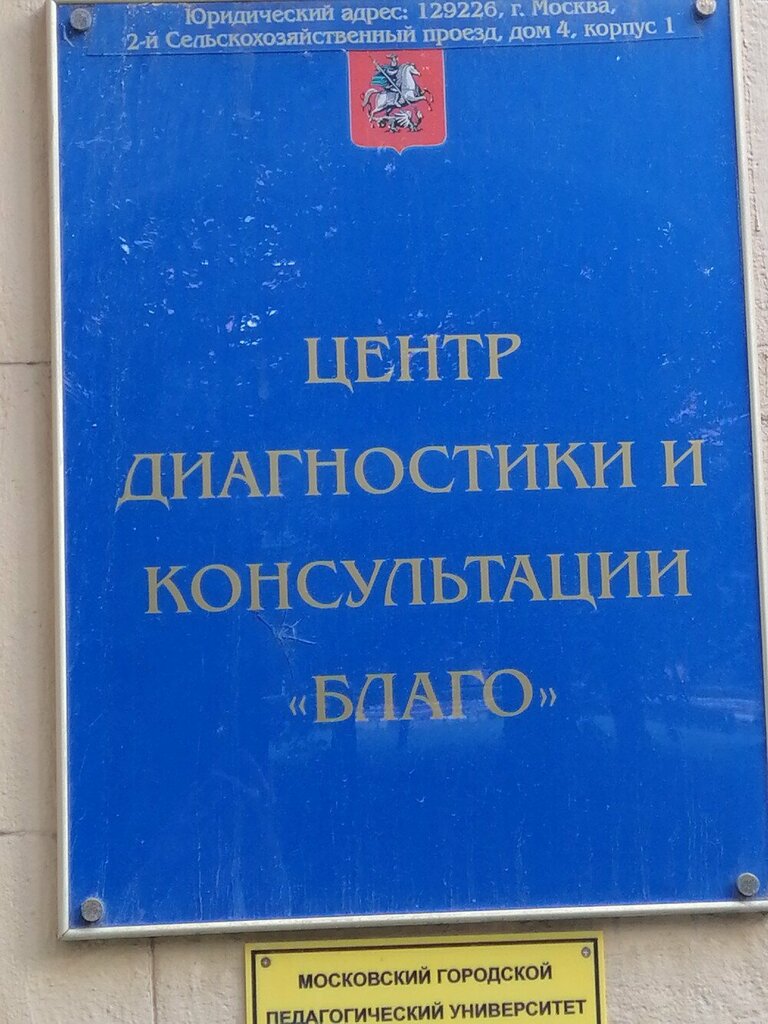 Юридический адрес: 129226, г. Москва,
2-й Сельскохозяйственный проезд, дом 4, корпус 1
ЦЕНТР
ДИАГНОСТИКИ И
КОНСУЛЬТАЦИИ
«БЛАГО»
МОСКОВСКИЙ ГОРОДСКОЙ
ПЕДАГОГИЧЕСКИЙ УНИВЕРСИТЕТ